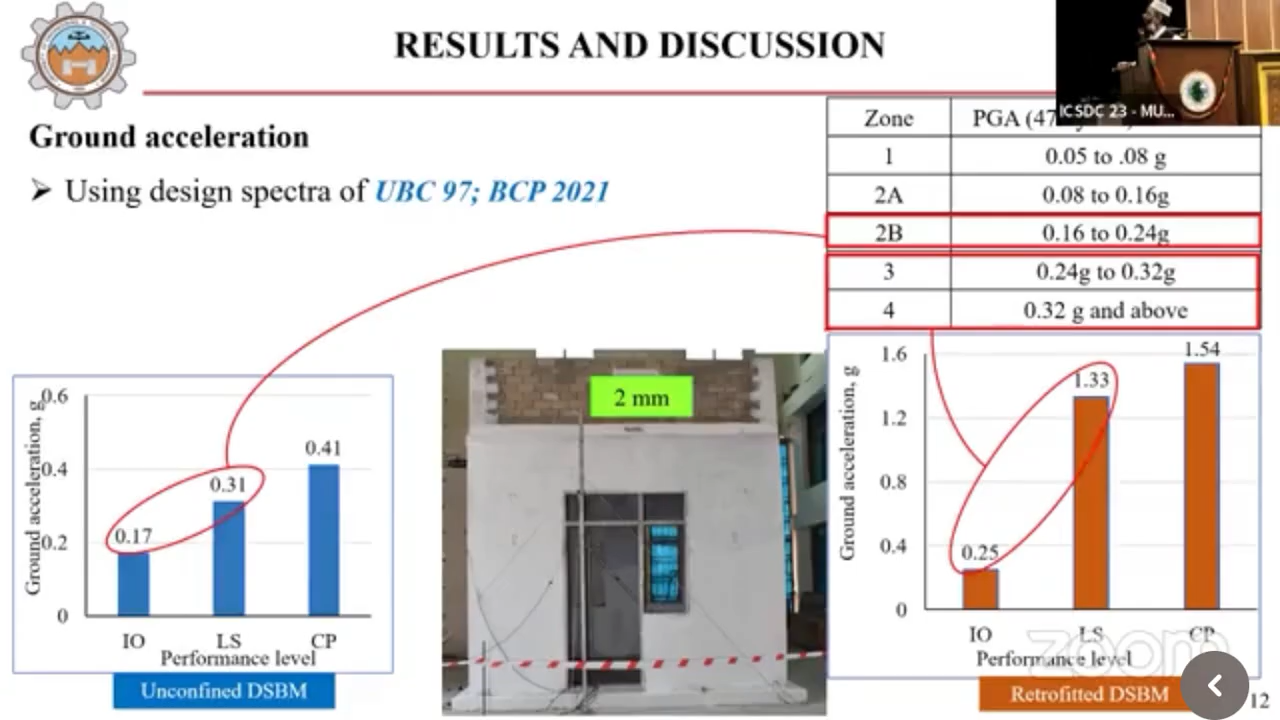 RESULTS AND DISCUSSION
ICSDC 23 - MU...
Ground acceleration
➢ Using design spectra of UBC 97; BCP 2021
Zone PGA (47
1 0.05 to .08 g
2A 0.08 to 0.16g
2B 0.16 to 0.24g
3 0.24g to 0.32g
4 0.32 g and above
Ground acceleration, g
0.6
0.4
0.2
0
0.17
0.31
0.41
IO LS CP
Performance level
Unconfined DSBM
2 mm
Ground acceleration, g
1.6
1.2
0.8
0.4
0
0.25
1.33
1.54
IO LS CP
Performance level
Retrofitted DSBM
zoom
12